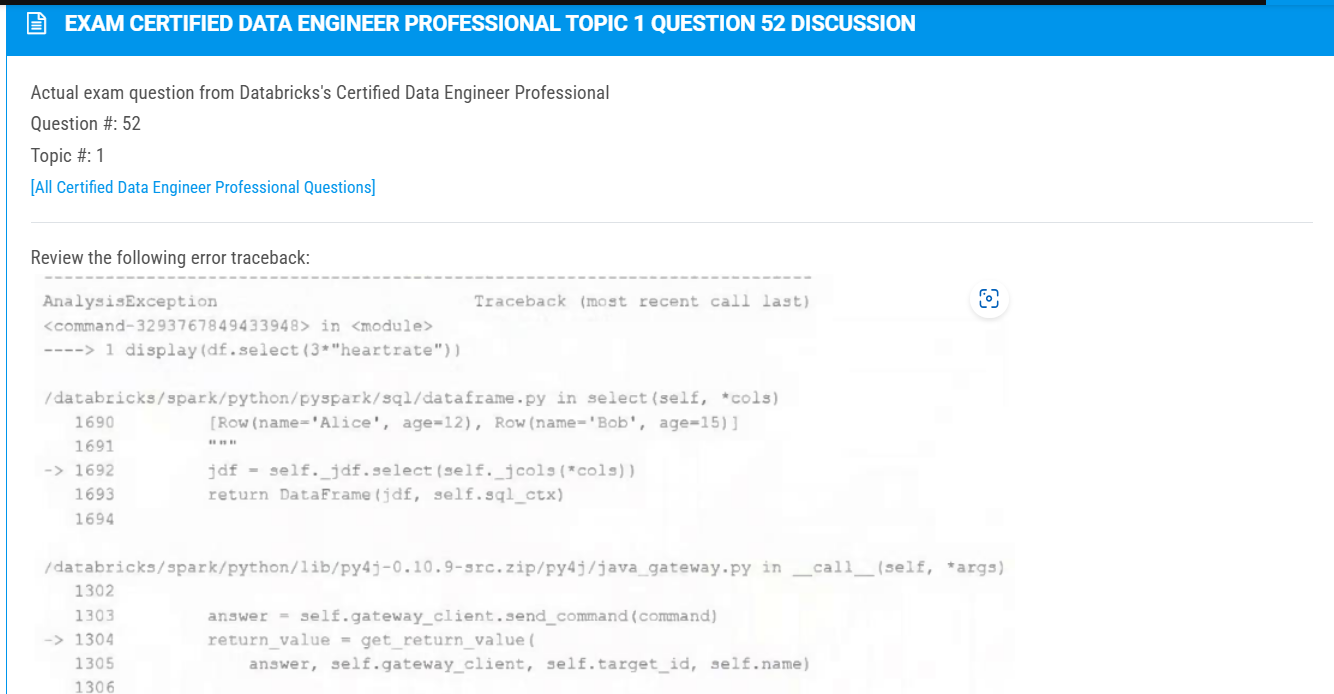 EXAM CERTIFIED DATA ENGINEER PROFESSIONAL TOPIC 1 QUESTION 52 DISCUSSION
Actual exam question from Databricks's Certified Data Engineer Professional
Question #: 52
Topic #: 1
[All Certified Data Engineer Professional Questions]
Review the following error traceback:
---------------------------------------------------------------------------
AnalysisException                         Traceback (most recent call last)
<command-3293767849433948> in <module>
----> 1 display(df.select(3*"heartrate"))
/databricks/spark/python/pyspark/sql/dataframe.py in select(self, *cols)
   1690         [Row(name='Alice', age=12), Row(name='Bob', age=15)]
   1691         """
-> 1692         jdf = self._jdf.select(self._jcols(*cols))
   1693         return DataFrame(jdf, self.sql_ctx)
   1694
/databricks/spark/python/lib/py4j-0.10.9-src.zip/py4j/java_gateway.py in __call__(self, *args)
   1302
   1303         answer = self.gateway_client.send_command(command)
-> 1304         return_value = get_return_value(
   1305             answer, self.gateway_client, self.target_id, self.name)
   1306